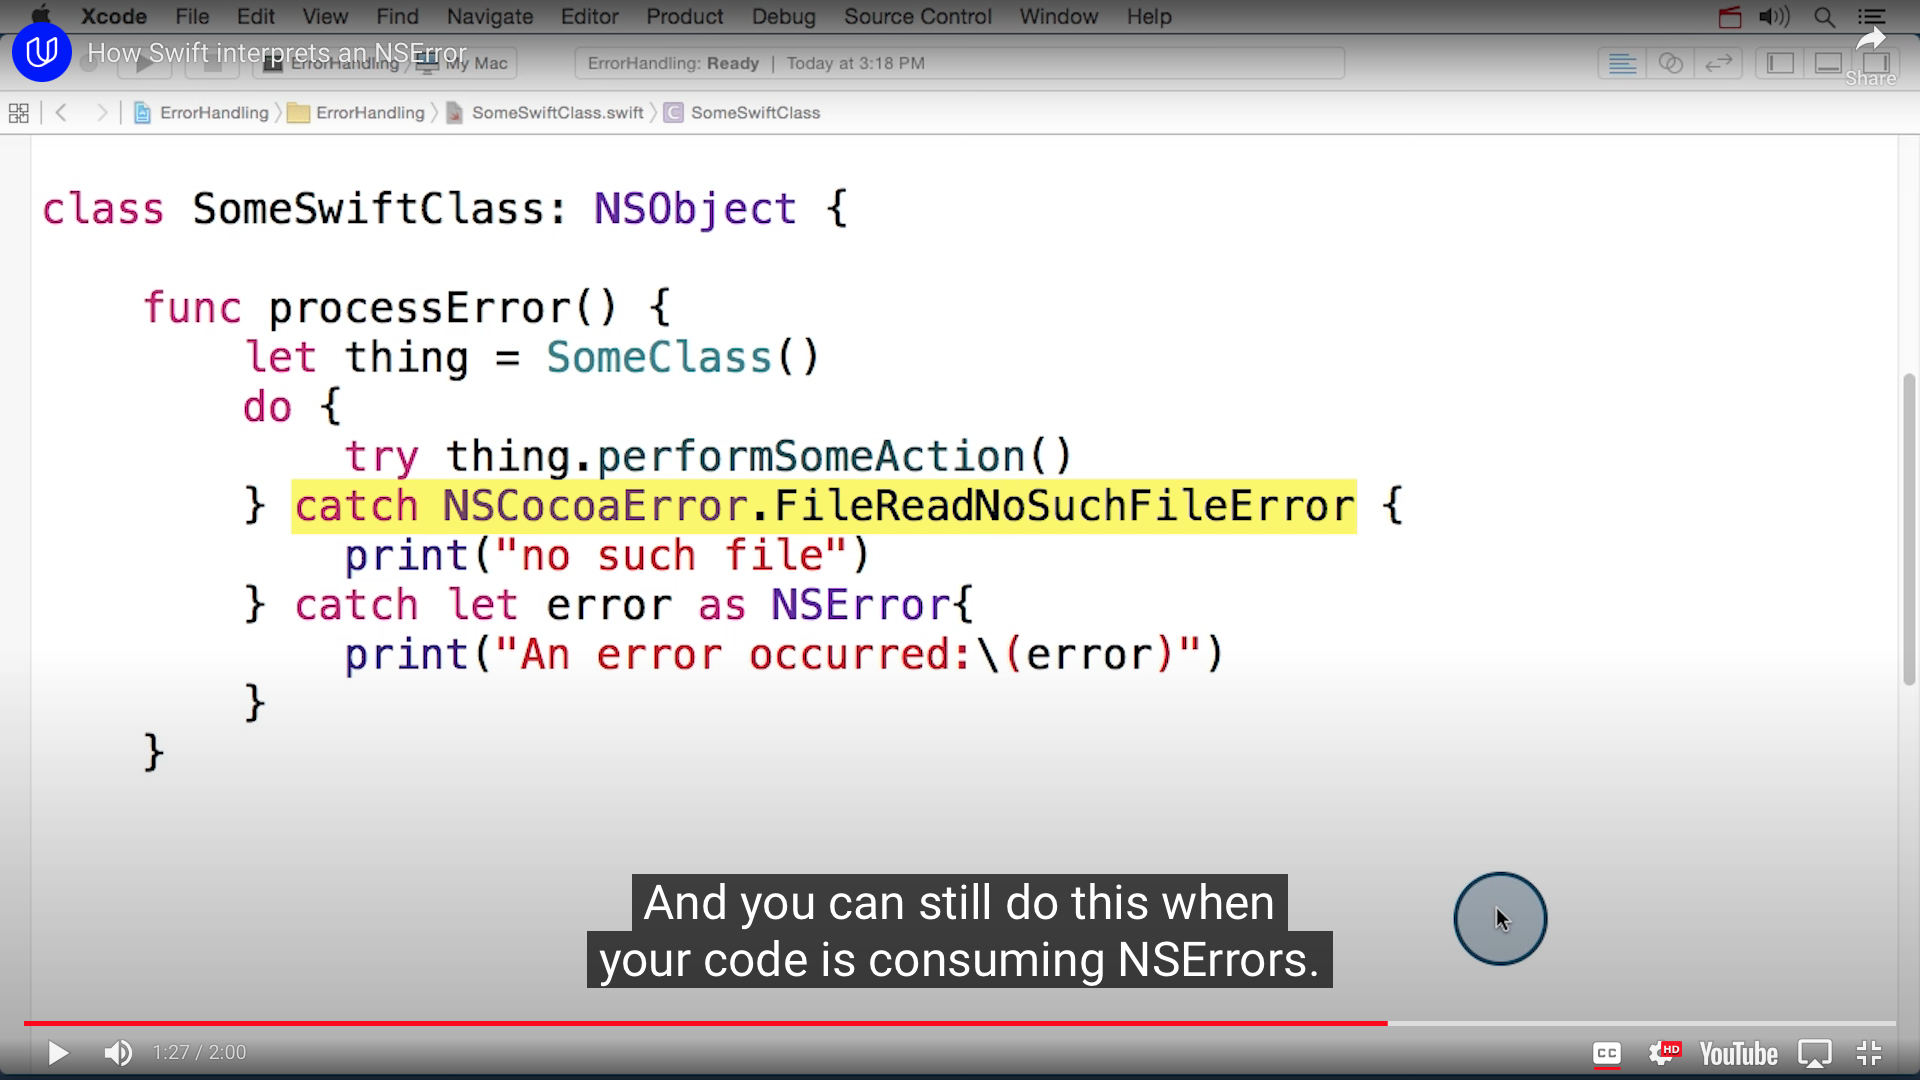 Xcode File Edit View Find Navigate Editor Product Debug Source Control Window Help
How Swift interprets an NSError
ErrorHandling My Mac
ErrorHandling: Ready | Today at 3:18 PM
Share
ErrorHandling ErrorHandling SomeSwiftClass.swift C SomeSwiftClass
class SomeSwiftClass: NSObject {
func processError() {
let thing = SomeClass()
do {
try thing.performSomeAction()
} catch NSCocoaError.FileReadNoSuchFileError {
print("no such file")
} catch let error as NSError{
print("An error occurred:\(error)")
}
}
And you can still do this when
your code is consuming NSErrors.
1:27 / 2:00
CC HD YouTube